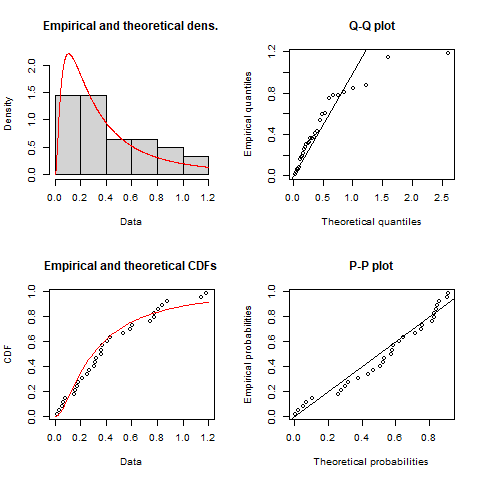 Empirical and theoretical dens.
Density
0.0 0.5 1.0 1.5 2.0
0.0 0.2 0.4 0.6 0.8 1.0 1.2
Data
Q-Q plot
Empirical quantiles
0.0 0.4 0.8 1.2
0.0 0.5 1.0 1.5 2.0 2.5
Theoretical quantiles
Empirical and theoretical CDFs
CDF
0.0 0.2 0.4 0.6 0.8 1.0
0.0 0.2 0.4 0.6 0.8 1.0 1.2
Data
P-P plot
Empirical probabilities
0.0 0.2 0.4 0.6 0.8 1.0
0.0 0.2 0.4 0.6 0.8
Theoretical probabilities